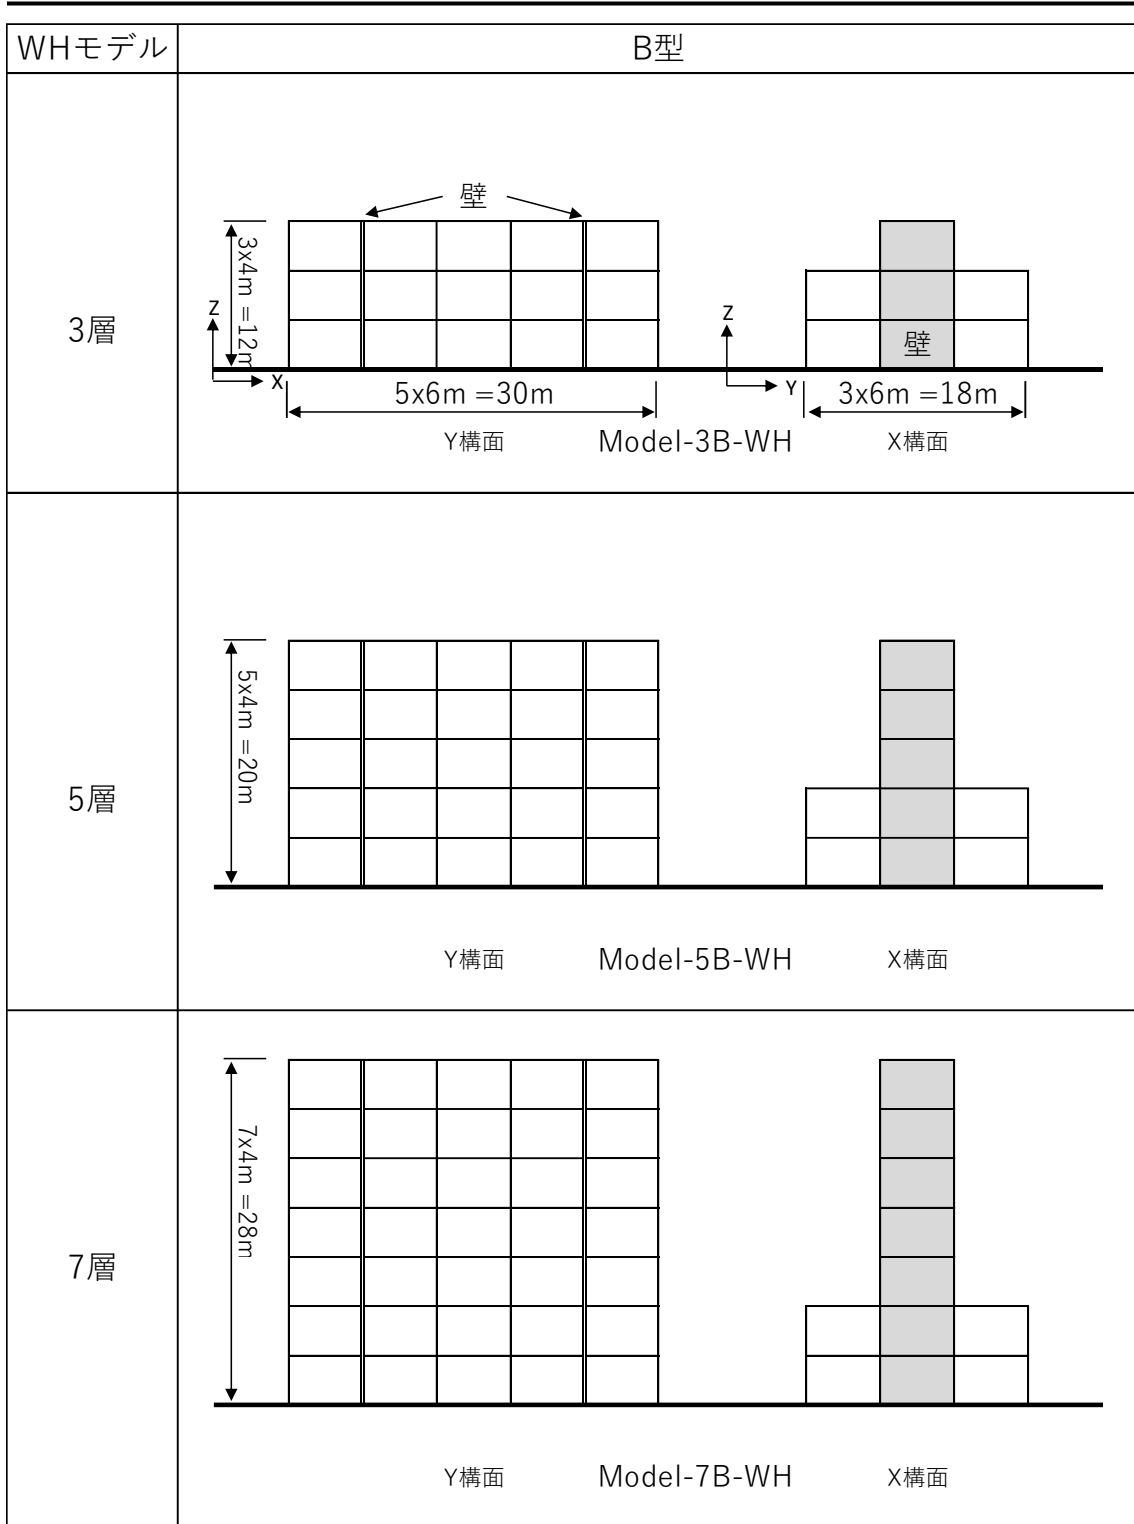 WHモデル
B型
3層
壁
3x4m =12m
Z
X
5x6m =30m
Y構面
Model-3B-WH
Z
Y
壁
3x6m =18m
X構面
5層
5x4m =20m
Y構面
Model-5B-WH
X構面
7層
7x4m =28m
Y構面
Model-7B-WH
X構面